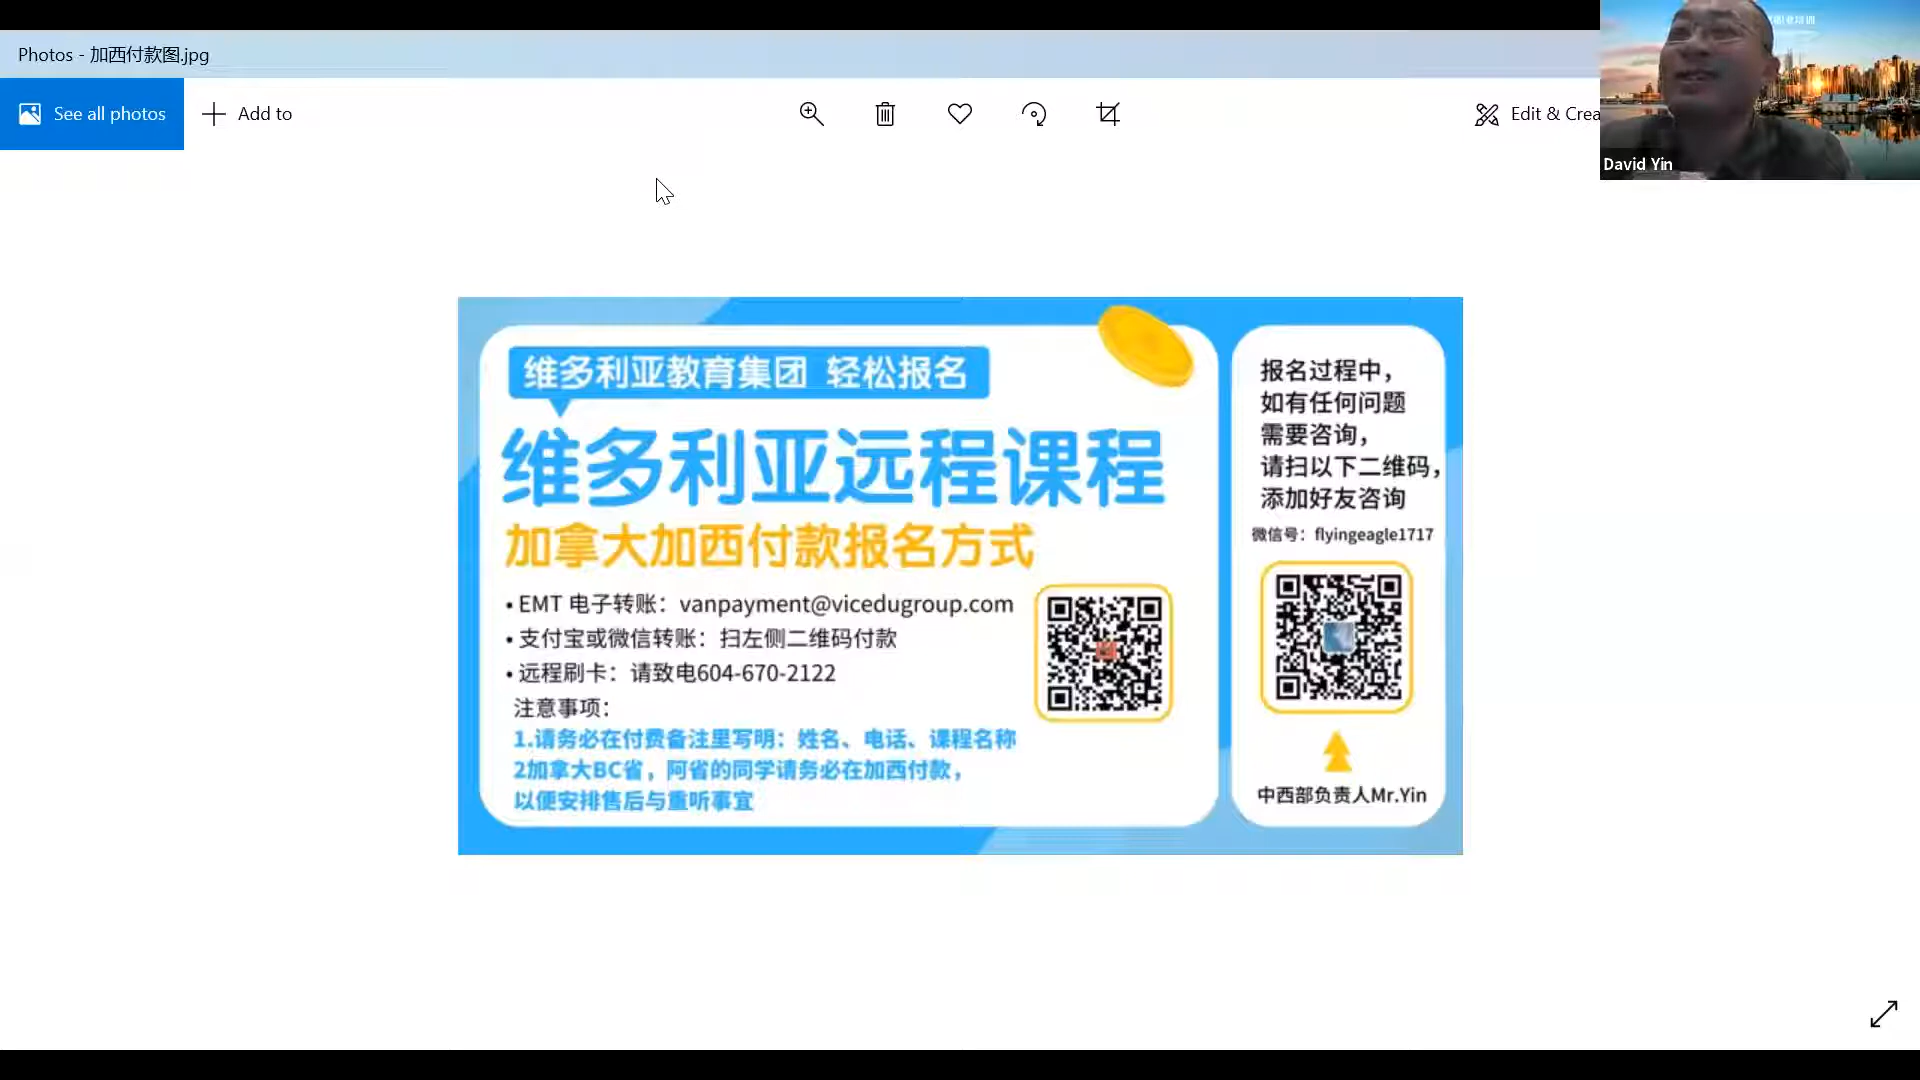 Photos - 加西付款图.jpg
See all photos
Add to
Edit & Crea
David Yin
维多利亚教育集团 轻松报名
维多利亚远程课程
加拿大加西付款报名方式
• EMT 电子转账：vanpayment@vicedugroup.com
• 支付宝或微信转账：扫左侧二维码付款
• 远程刷卡：请致电604-670-2122
注意事项：
1.请务必在付费备注里写明：姓名、电话、课程名称
2加拿大BC省，阿省的同学请务必在加西付款，
以便安排售后与重听事宜
报名过程中，
如有任何问题
需要咨询，
请扫以下二维码，
添加好友咨询
微信号：flyingeagle1717
中西部负责人Mr.Yin